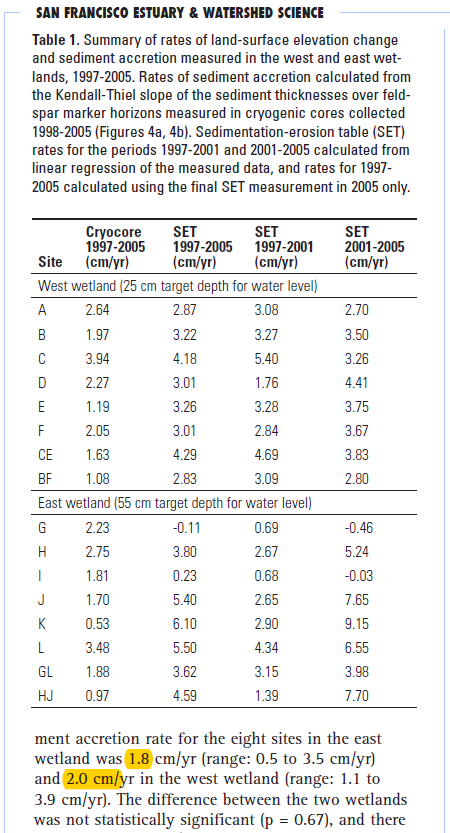 SAN FRANCISCO ESTUARY & WATERSHED SCIENCE
Table 1. Summary of rates of land-surface elevation change
and sediment accretion measured in the west and east wet-
lands, 1997-2005. Rates of sediment accretion calculated from
the Kendall-Thiel slope of the sediment thicknesses over feld-
spar marker horizons measured in cryogenic cores collected
1998-2005 (Figures 4a, 4b). Sedimentation-erosion table (SET)
rates for the periods 1997-2001 and 2001-2005 calculated from
linear regression of the measured data, and rates for 1997-
2005 calculated using the final SET measurement in 2005 only.
Cryocore SET SET SET
1997-2005 1997-2005 1997-2001 2001-2005
Site (cm/yr) (cm/yr) (cm/yr) (cm/yr)
West wetland (25 cm target depth for water level)
A 2.64 2.87 3.08 2.70
B 1.97 3.22 3.27 3.50
C 3.94 4.18 5.40 3.26
D 2.27 3.01 1.76 4.41
E 1.19 3.26 3.28 3.75
F 2.05 3.01 2.84 3.67
CE 1.63 4.29 4.69 3.83
BF 1.08 2.83 3.09 2.80
East wetland (55 cm target depth for water level)
G 2.23 -0.11 0.69 -0.46
H 2.75 3.80 2.67 5.24
I 1.81 0.23 0.68 -0.03
J 1.70 5.40 2.65 7.65
K 0.53 6.10 2.90 9.15
L 3.48 5.50 4.34 6.55
GL 1.88 3.62 3.15 3.98
HJ 0.97 4.59 1.39 7.70
ment accretion rate for the eight sites in the east
wetland was 1.8 cm/yr (range: 0.5 to 3.5 cm/yr)
and 2.0 cm/yr in the west wetland (range: 1.1 to
3.9 cm/yr). The difference between the two wetlands
was not statistically significant (p = 0.67), and there